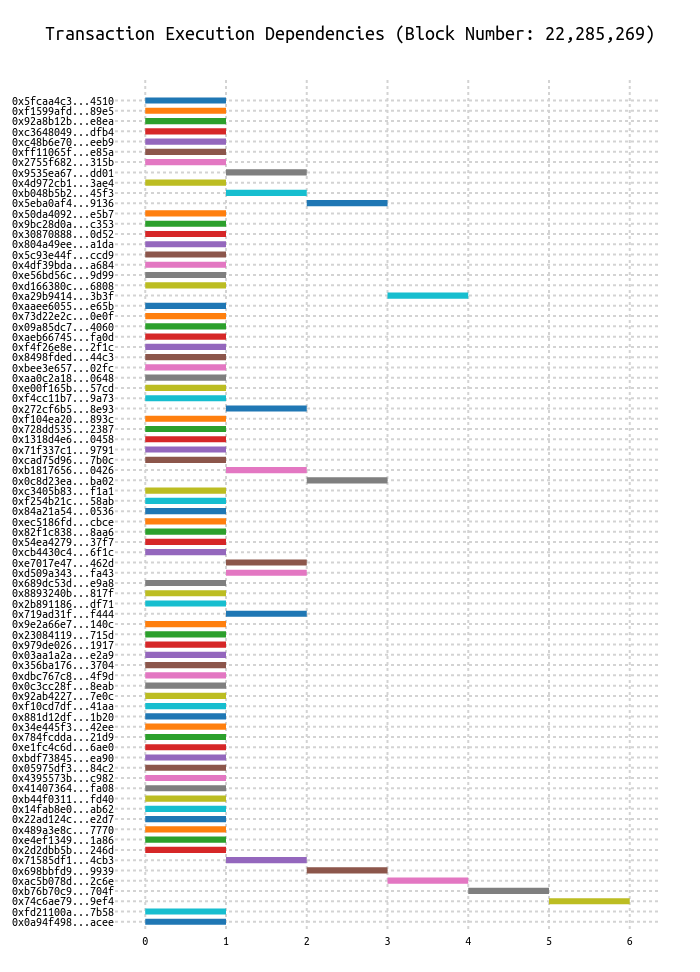 Transaction Execution Dependencies (Block Number: 22,285,269)
0x5fcaa4c3...4510
0xf1599afd...89e5
0x92a8b12b...e8ea
0xc3648049...dfb4
0xc48b6e70...eeb9
0xff11065f...e85a
0x2755f682...315b
0x9535ea67...dd01
0x4d972cb1...3ae4
0xb048b5b2...45f3
0x5eba0af4...9136
0x50da4092...e5b7
0x9bc28d0a...c353
0x30870888...0d52
0x804a49ee...a1da
0x5c93e44f...ccd9
0x4df39bda...a684
0xe56bd56c...9d99
0xd166380c...6808
0xa29b9414...3b3f
0xaaee6055...e65b
0x73d22e2c...0e0f
0x09a85dc7...4060
0xaeb66745...fa0d
0xf4f26e8e...2f1c
0x8498fded...44c3
0xbee3e657...02fc
0xaa0c2a18...0648
0xe00f165b...57cd
0xf4cc11b7...9a73
0x272cf6b5...8e93
0xf104ea20...893c
0x728dd535...2387
0x1318d4e6...0458
0x71f337c1...9791
0xcad75d96...7b0c
0xb1817656...0426
0x0c8d23ea...ba02
0xc3405b83...f1a1
0xf254b21c...58ab
0x84a21a54...0536
0xec5186fd...cbce
0x82f1c838...8aa6
0x54ea4279...37f7
0xcb4430c4...6f1c
0xe7017e47...462d
0xd509a343...fa43
0x689dc53d...e9a8
0x8893240b...817f
0x2b891186...df71
0x719ad31f...f444
0x9e2a66e7...140c
0x23084119...715d
0x979de026...1917
0x03aa1a2a...e2a9
0x356ba176...3704
0xdbc767c8...4f9d
0x0c3cc28f...8eab
0x92ab4227...7e0c
0xf10cd7df...41aa
0x881d12df...1b20
0x34e445f3...42ee
0x784fcdda...21d9
0xe1fc4c6d...6ae0
0xbdf73845...ea90
0x05975df3...84c2
0x4395573b...c982
0x41407364...fa08
0xb44f0311...fd40
0x14fab8e0...ab62
0x22ad124c...e2d7
0x489a3e8c...7770
0xe4ef1349...1a86
0x2d2dbb5b...246d
0x71585df1...4cb3
0x698bbfd9...9939
0xac5b078d...2c6e
0xb76b70c9...704f
0x74c6ae79...9ef4
0xfd21100a...7b58
0x0a94f498...acee
0 1 2 3 4 5 6